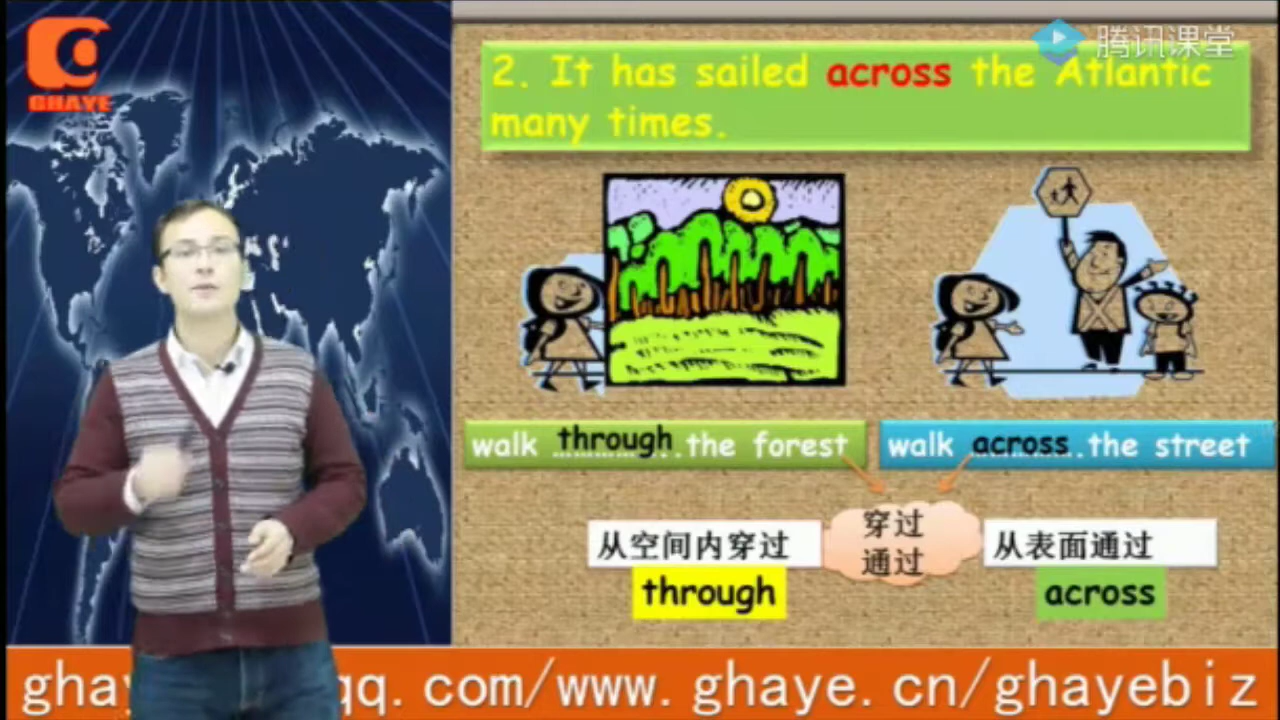 GHAYE
腾讯课堂
2. It has sailed across the Atlantic
many times.
walk through the forest
walk across the street
穿过
通过
从空间内穿过
从表面通过
through
across
qq.com/www.ghaye.cn/ghayebiz